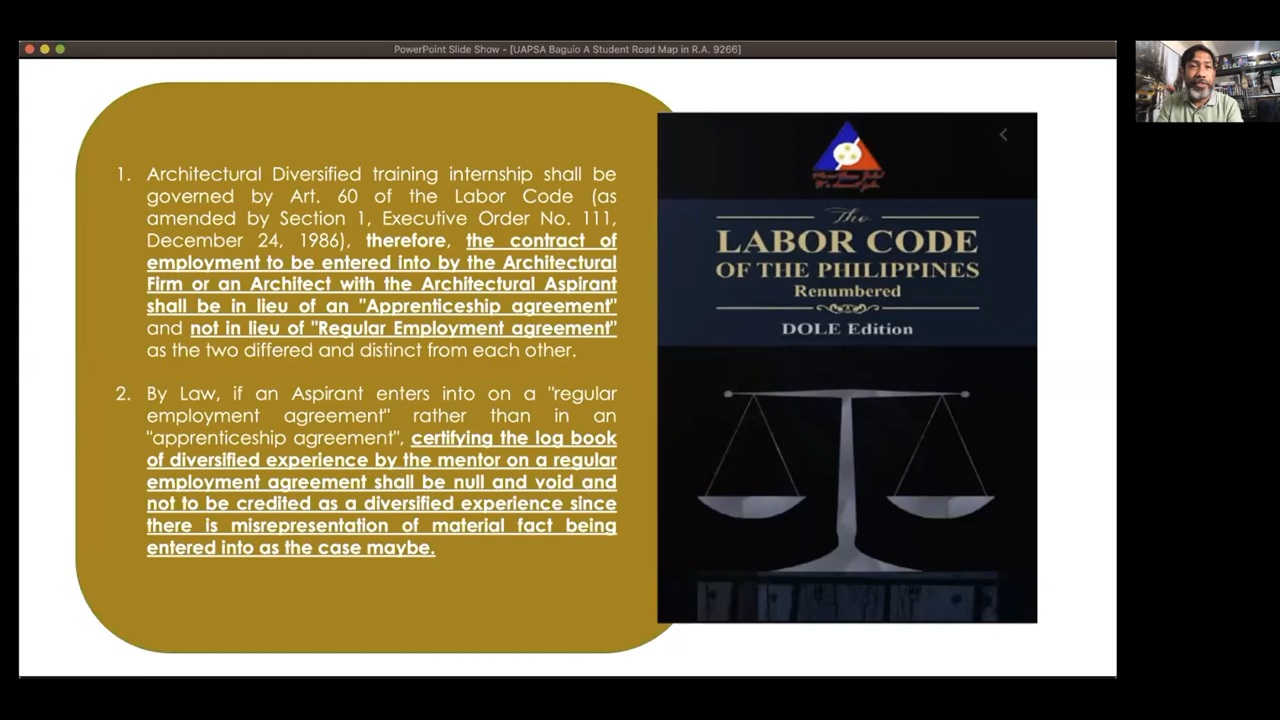 PowerPoint Slide Show - [UAPSA Baguio A Student Road Map in R.A. 9266]
1. Architectural Diversified training internship shall be
governed by Art. 60 of the Labor Code (as
amended by Section 1, Executive Order No. 111,
December 24, 1986), therefore, the contract of
employment to be entered into by the Architectural
Firm or an Architect with the Architectural Aspirant
shall be in lieu of an "Apprenticeship agreement"
and not in lieu of "Regular Employment agreement"
as the two differed and distinct from each other.
2. By Law, if an Aspirant enters into on a "regular
employment agreement" rather than in an
"apprenticeship agreement", certifying the log book
of diversified experience by the mentor on a regular
employment agreement shall be null and void and
not to be credited as a diversified experience since
there is misrepresentation of material fact being
entered into as the case maybe.
The
LABOR CODE
OF THE PHILIPPINES
Renumbered
DOLE Edition